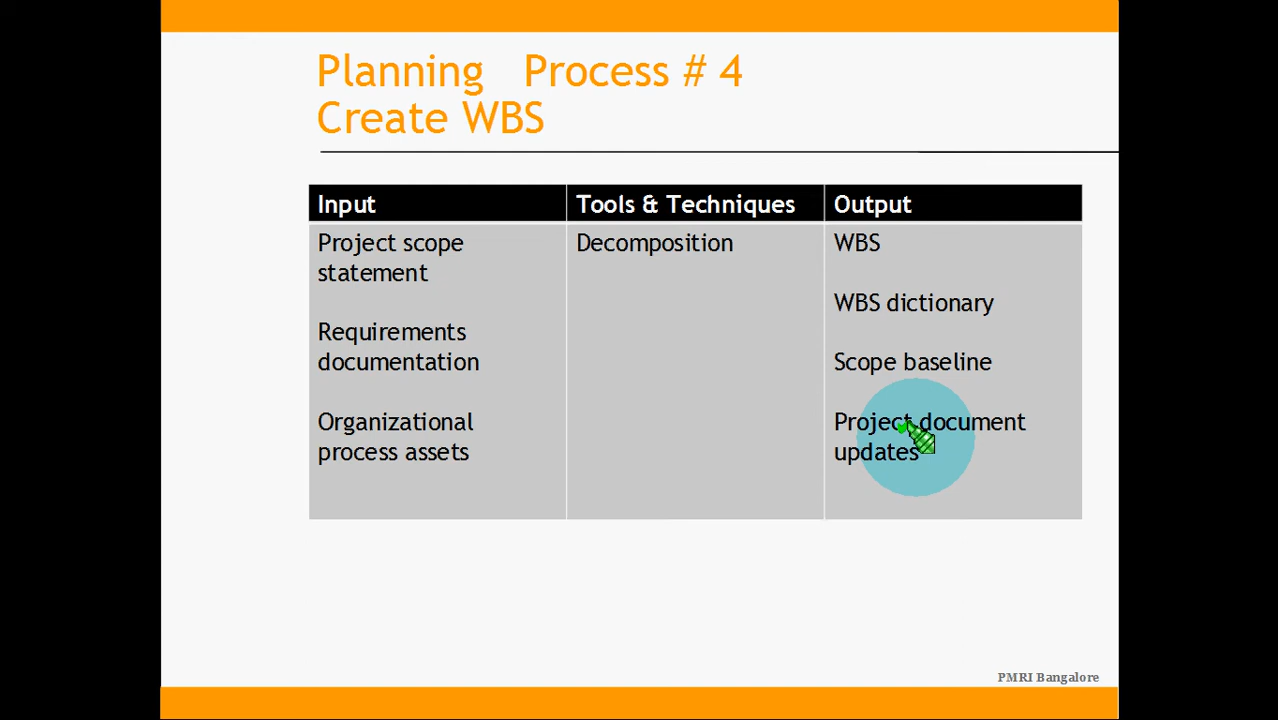 Planning Process # 4
Create WBS
Input
Tools & Techniques
Output
Project scope
statement
Requirements
documentation
Organizational
process assets
Decomposition
WBS
WBS dictionary
Scope baseline
Project document
updates
PMRI Bangalore